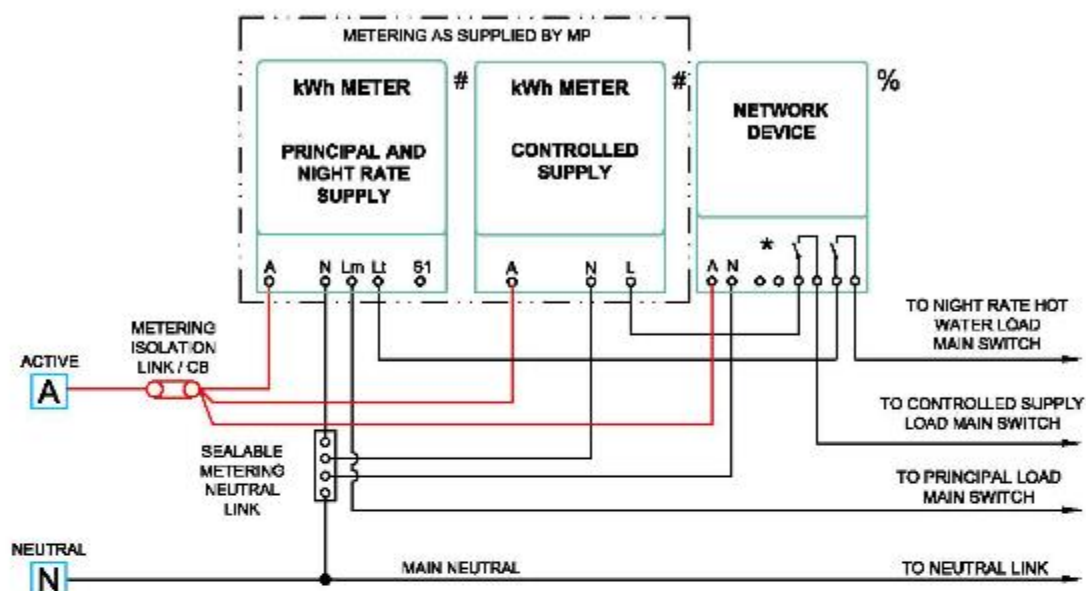 METERING AS SUPPLIED BY MP
kWh METER
#
kWh METER
#
NETWORK
DEVICE
%
PRINCIPAL AND
NIGHT RATE
SUPPLY
CONTROLLED
SUPPLY
*
A N Lm Lt 61
A N L
A N
METERING
ISOLATION
LINK / CB
ACTIVE
A
TO NIGHT RATE HOT
WATER LOAD
MAIN SWITCH
TO CONTROLLED SUPPLY
LOAD MAIN SWITCH
SEALABLE
METERING
NEUTRAL
LINK
TO PRINCIPAL LOAD
MAIN SWITCH
NEUTRAL
N
MAIN NEUTRAL
TO NEUTRAL LINK